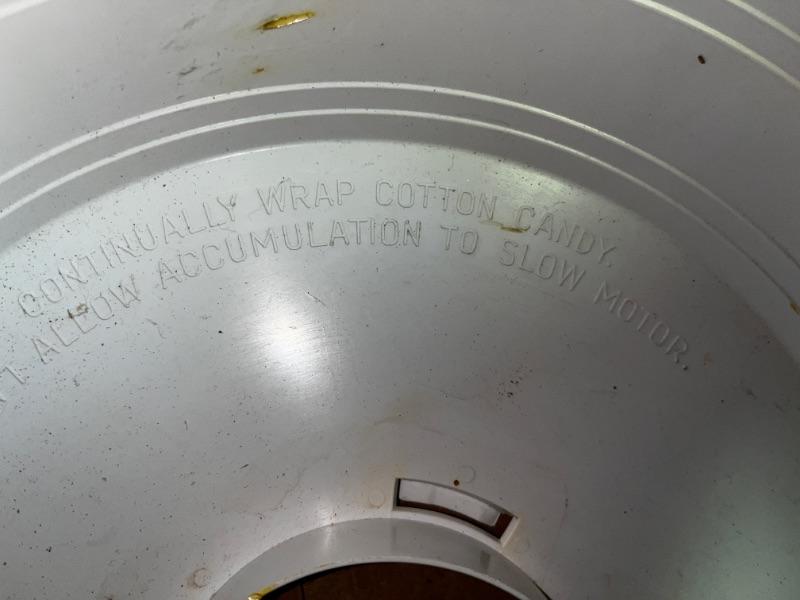 CONTINUALLY WRAP COTTON CANDY.
ALLOW ACCUMULATION TO SLOW MOTOR.